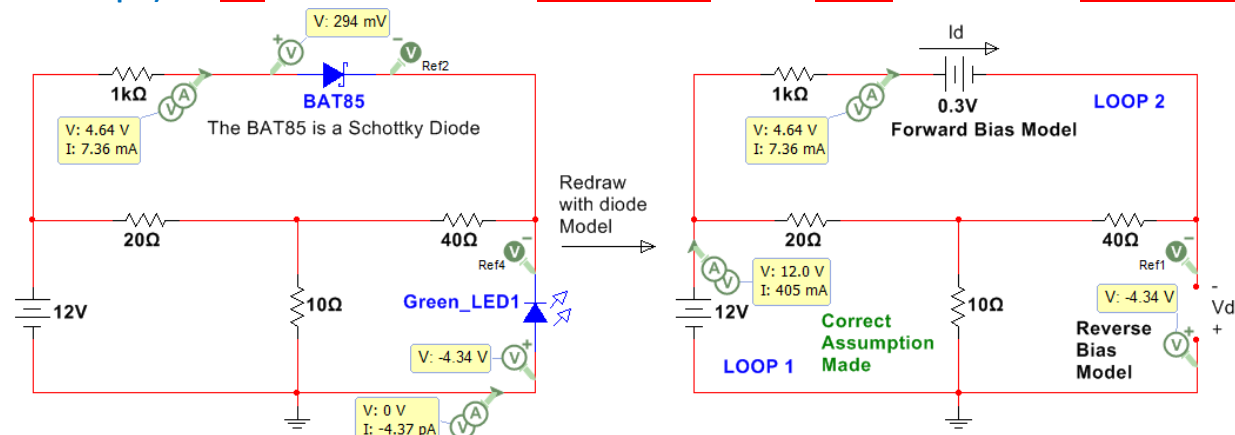 V: 294 mV
Ref2
1kΩ
BAT85
V: 4.64 V
I: 7.36 mA
The BAT85 is a Schottky Diode
20Ω
40Ω
Ref4
12V
10Ω
Green_LED1
V: -4.34 V
V: 0 V
I: -4.37 pA
Redraw
with diode
Model
Id
1kΩ
0.3V
LOOP 2
V: 4.64 V
I: 7.36 mA
Forward Bias Model
20Ω
40Ω
Ref1
V: 12.0 V
I: 405 mA
12V
10Ω
V: -4.34 V
-
Vd
+
Correct
Assumption
Made
Reverse
Bias
Model
LOOP 1